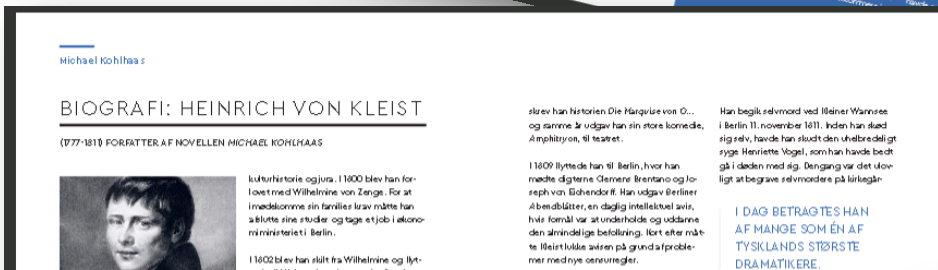 Michael Kohlhaas
BIOGRAFI: HEINRICH VON KLEIST
(1777-1811) FORFATTER AF NOVELLEN MICHAEL KOHLHAAS
kulturhistorie og jura. I 1800 blev han for-
lovet med Wilhelmine von Zenge. For at
imødekomme sin families krav måtte han
afslutte sine studier og tage et job i økono-
miministeriet i Berlin.
I 1802 blev han skilt fra Wilhelmine og flyt-
skrev han historien Die Marquise von O...
og samme år udgav han sin store komedie,
Amphitryon, til teatret.
I 1809 flyttede han til Berlin, hvor han
mødte digterne Clemens Brentano og Jo-
seph von Eichendorff. Han udgav Berliner
Abendblätter, en daglig intellektuel avis,
hvis formål var at underholde og uddanne
den almindelige befolkning. Kort efter måt-
te Kleist lukke avisen på grund af proble-
mer med nye censurregler.
Han begik selvmord ved Kleiner Wannsee
i Berlin 11. november 1811. Inden han skød
sig selv, havde han skudt den uhelbredeligt
syge Henriette Vogel, som han havde bedt
gå i døden med sig. Dengang var det ulov-
ligt at begrave selvmordere på kirkegår-
I DAG BETRAGTES HAN
AF MANGE SOM ÉN AF
TYSKLANDS STØRSTE
DRAMATIKERE.